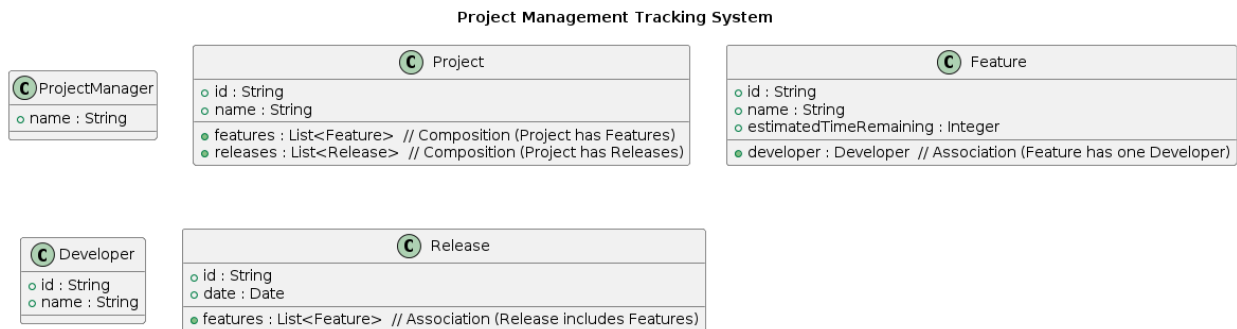 Project Management Tracking System
C ProjectManager
name : String
C Project
id : String
name : String
features : List<Feature> // Composition (Project has Features)
releases : List<Release> // Composition (Project has Releases)
C Feature
id : String
name : String
estimatedTimeRemaining : Integer
developer : Developer // Association (Feature has one Developer)
C Developer
id : String
name : String
C Release
id : String
date : Date
features : List<Feature> // Association (Release includes Features)